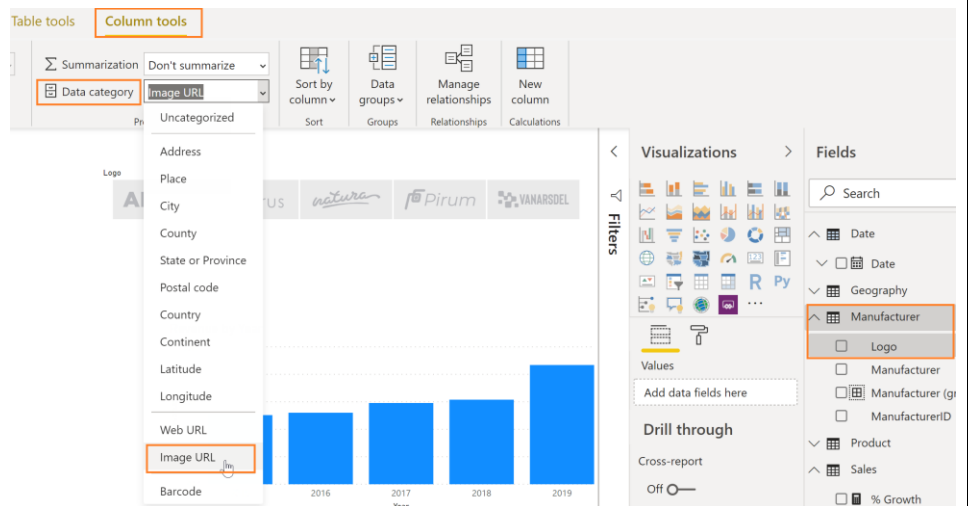 Table tools
Column tools
Summarization
Don't summarize
Data category
Image URL
Sort by
column
Data
groups
Manage
relationships
New
column
Sort
Groups
Relationships
Calculations
Uncategorized
Address
Place
City
County
State or Province
Postal code
Country
Continent
Latitude
Longitude
Web URL
Image URL
Barcode
Logo
natura
Pirum
VANARSDEL
2016
2017
2018
2019
Year
Filters
Visualizations
R
Py
123
Values
Add data fields here
Drill through
Cross-report
Off
Fields
Search
Date
Date
Geography
Manufacturer
Logo
Manufacturer
Manufacturer (gr
ManufacturerID
Product
Sales
% Growth